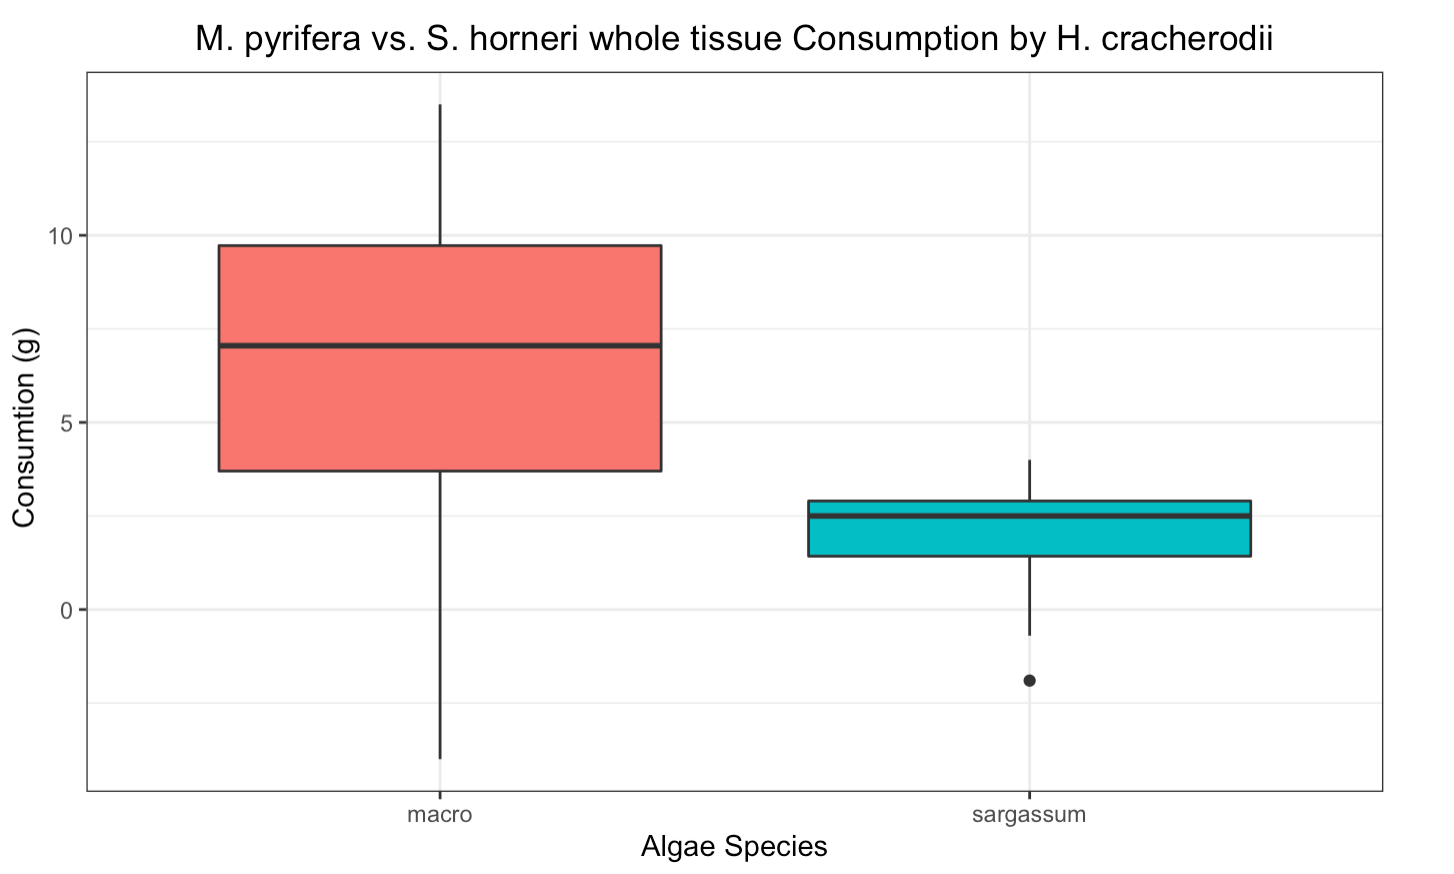 M. pyrifera vs. S. horneri whole tissue Consumption by H. cracherodii
Consumtion (g)
10
5
0
macro
sargassum
Algae Species